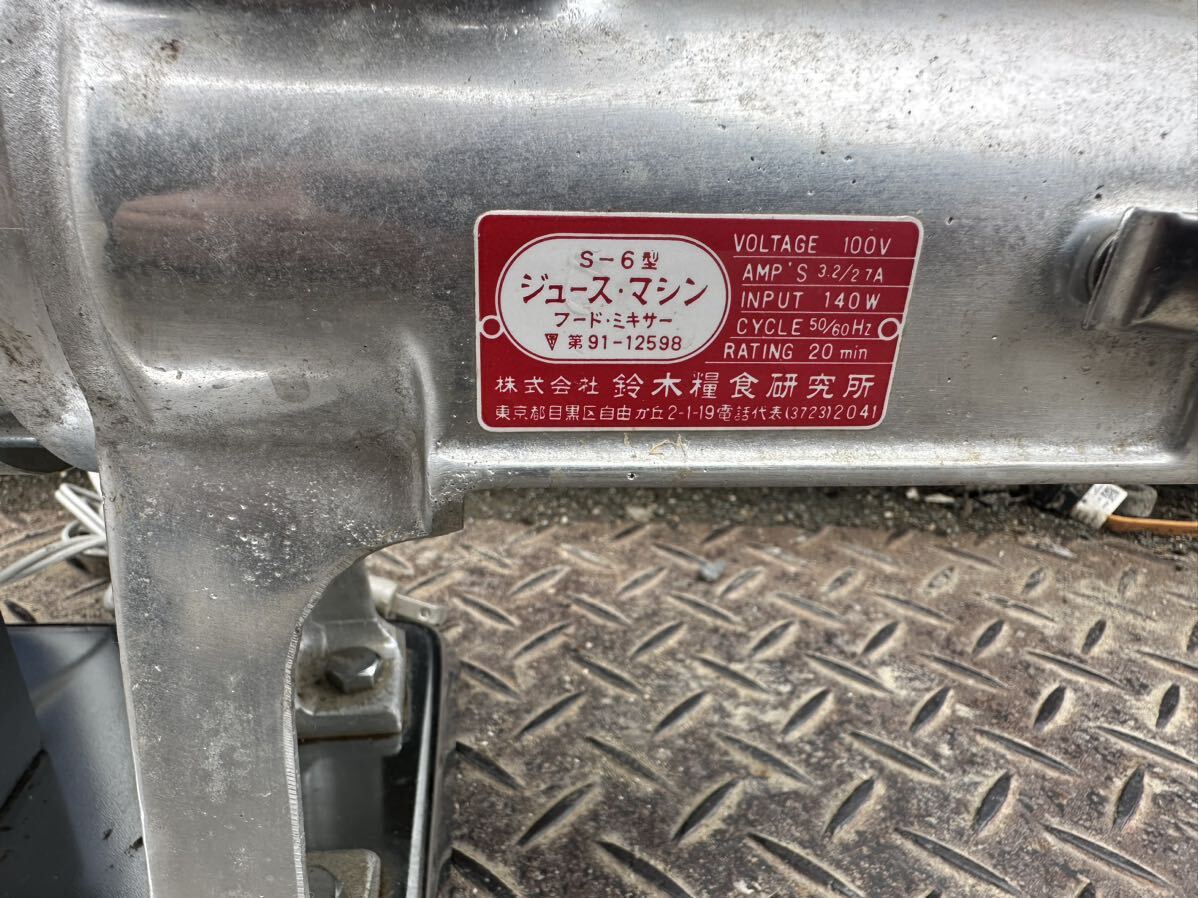 S-6型
ジュース・マシン
フード・ミキサー
第91-12598
VOLTAGE 100V
AMP'S 3.2/2.7A
INPUT 140W
CYCLE 50/60HZ
RATING 20 min
株式会社 鈴木糧食研究所
東京都目黒区自由が丘2-1-19電話代表(3723)2041